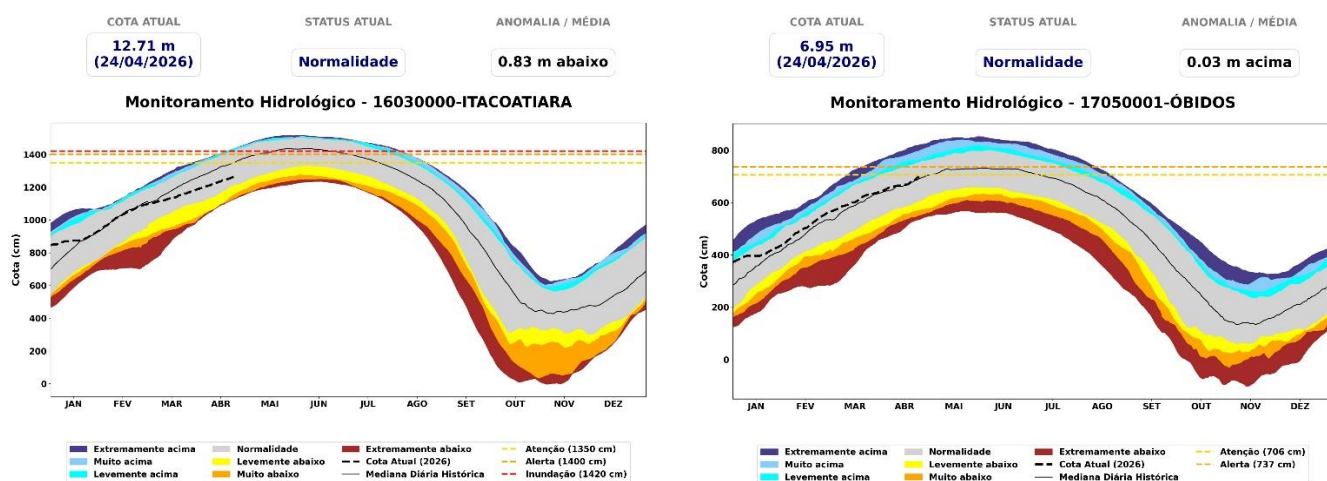 COTA ATUAL STATUS ATUAL ANOMALIA / MÉDIA
12.71 m
(24/04/2026)
Normalidade
0.83 m abaixo
Monitoramento Hidrológico - 16030000-ITACOATIARA
Cota (cm)
1400
1200
1000
800
600
400
200
0
JAN FEV MAR ABR MAI JUN JUL AGO SET OUT NOV DEZ
Extremamente acima Normalidade Extremamente abaixo Atenção (1350 cm)
Muito acima Levemente abaixo Cota Atual (2026) Alerta (1400 cm)
Levemente acima Muito abaixo Mediana Diária Histórica Inundação (1420 cm)
COTA ATUAL STATUS ATUAL ANOMALIA / MÉDIA
6.95 m
(24/04/2026)
Normalidade
0.03 m acima
Monitoramento Hidrológico - 17050001-ÓBIDOS
Cota (cm)
800
600
400
200
0
JAN FEV MAR ABR MAI JUN JUL AGO SET OUT NOV DEZ
Extremamente acima Normalidade Extremamente abaixo Atenção (706 cm)
Muito acima Levemente abaixo Cota Atual (2026) Alerta (737 cm)
Levemente acima Muito abaixo Mediana Diária Histórica